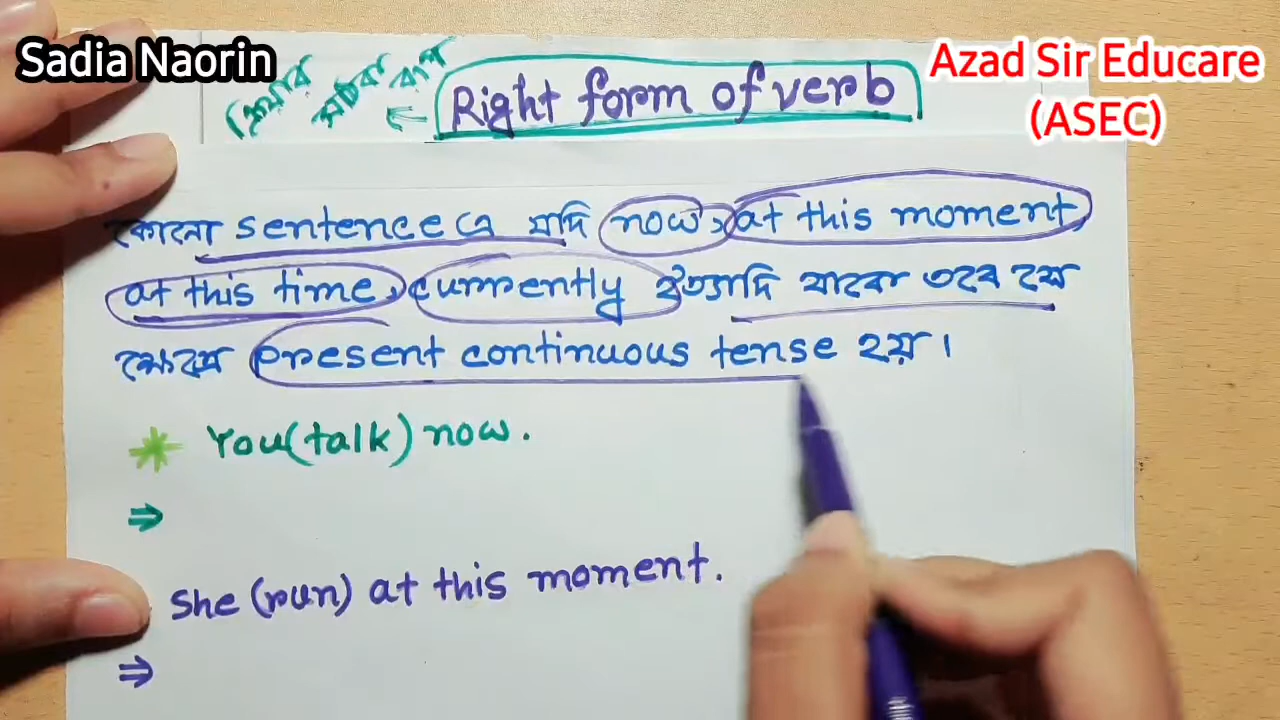 Sadia Naorin
Azad Sir Educare
(ASEC)
ক্রিয়ার সঠিক রূপ ← Right form of verb
কোনো sentence এ যদি now, at this moment,
at this time, currently ইত্যাদি থাকে তবে সে
ক্ষেত্রে present continuous tense হয়।
* You (talk) now.
⇒
She (run) at this moment.
⇒